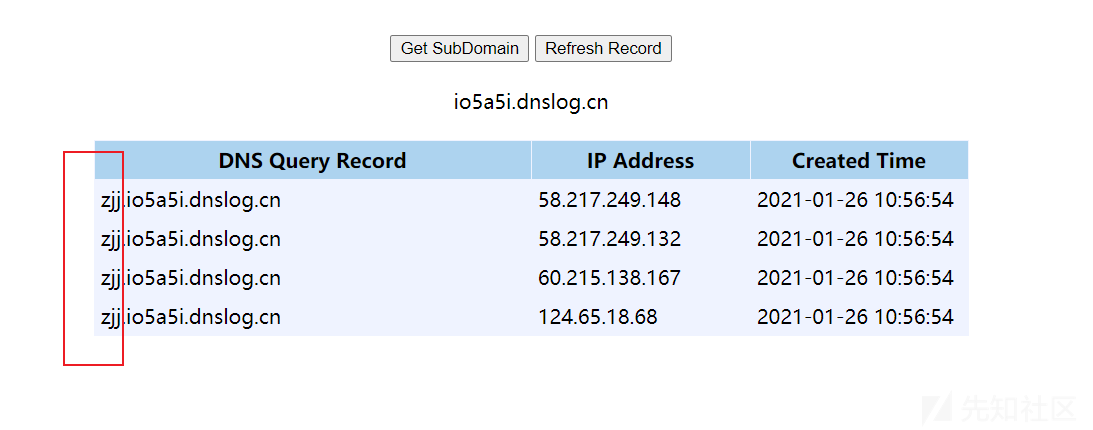 Get SubDomain Refresh Record
io5a5i.dnslog.cn
DNS Query Record IP Address Created Time
zjj.io5a5i.dnslog.cn 58.217.249.148 2021-01-26 10:56:54
zjj.io5a5i.dnslog.cn 58.217.249.132 2021-01-26 10:56:54
zjj.io5a5i.dnslog.cn 60.215.138.167 2021-01-26 10:56:54
zjj.io5a5i.dnslog.cn 124.65.18.68 2021-01-26 10:56:54
先知社区